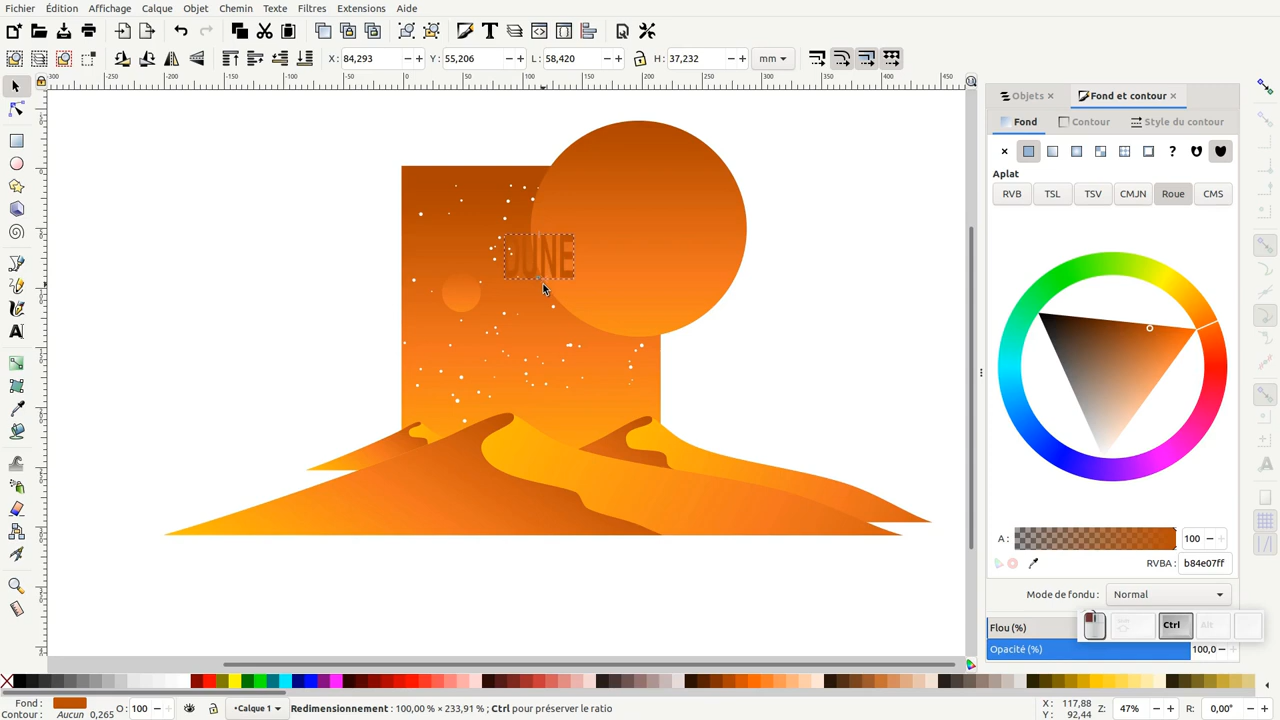 Fichier Édition Affichage Calque Objet Chemin Texte Filtres Extensions Aide
X : 84,293 Y : 55,206 L : 58,420 H : 37,232 mm
Objets Fond et contour
Fond Contour Style du contour
Aplat
RVB TSL TSV CMJN Roue CMS
DUNE
A : 100
RVBA : b84e07ff
Mode de fondu : Normal
Flou (%)
Ctrl Alt
Opacité (%) 100,0
Fond :
Contour : Aucun 0,265 O : 100 Calque 1 Redimensionnement : 100,00 % × 233,91 % ; Ctrl pour préserver le ratio X : 117,88 Y : 92,44 Z : 47% R : 0,00°